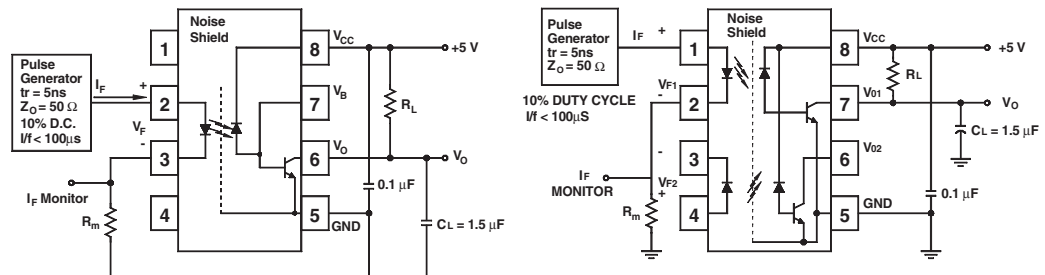 Noise
Shield
1
2
3
4
8
7
6
5
VCC
VB
VO
GND
+5 V
Pulse
Generator
tr = 5ns
ZO = 50 Ω
10% D.C.
I/f < 100μs
IF
+
VF
-
RL
VO
0.1 μF
CL = 1.5 μF
IF Monitor
Rm
Pulse
Generator
tr = 5ns
ZO = 50 Ω
IF
+
Noise
Shield
1
2
3
4
8
7
6
5
VCC
V01
V02
GND
+5 V
RL
VO
CL = 1.5 μF
0.1 μF
VF1
-
10% DUTY CYCLE
I/f < 100μS
-
VF2
+
IF
MONITOR
Rm